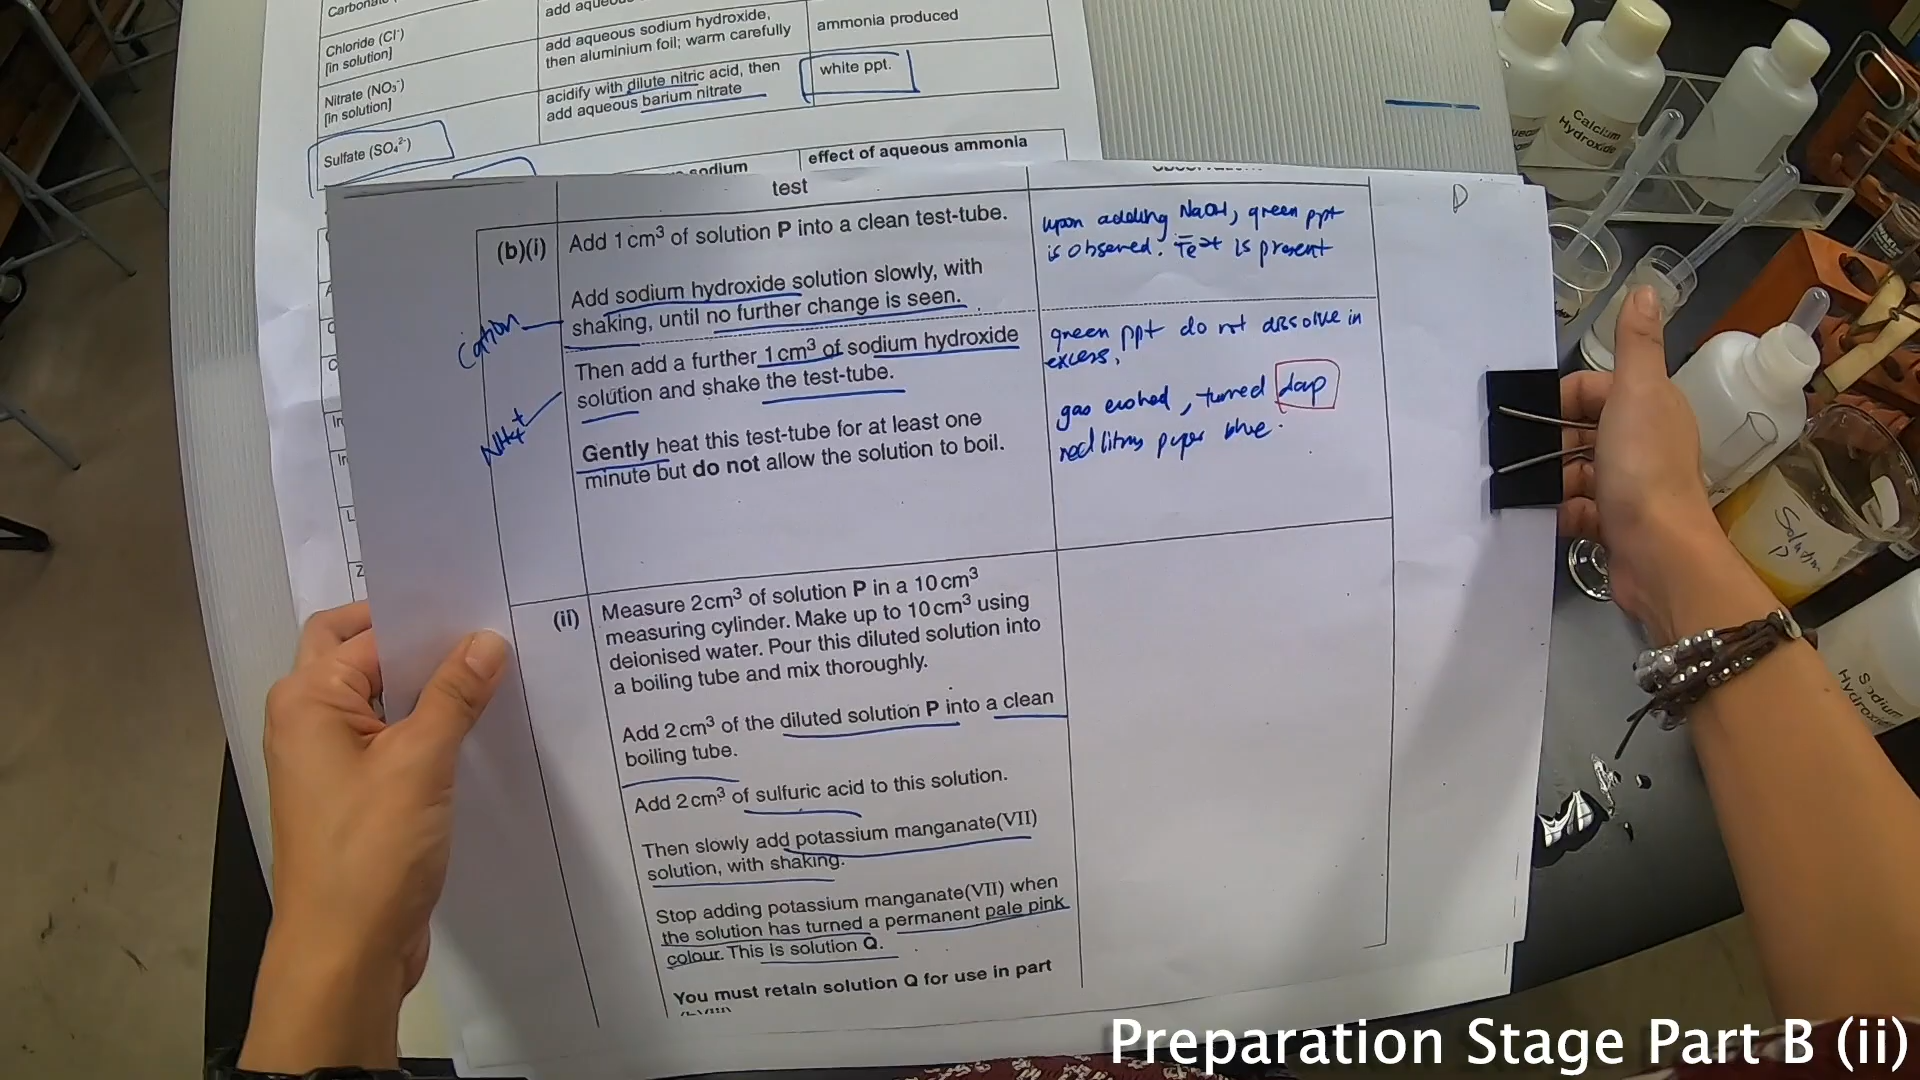 Carbonate
add aqueous
Chloride (Cl⁻)
[in solution]
add aqueous sodium hydroxide,
then aluminium foil; warm carefully
ammonia produced
Nitrate (NO₃⁻)
[in solution]
acidify with dilute nitric acid, then
add aqueous barium nitrate
white ppt.
Sulfate (SO₄²⁻)
sodium
effect of aqueous ammonia
test
(b)(i)
Add 1 cm³ of solution P into a clean test-tube.
Add sodium hydroxide solution slowly, with
shaking, until no further change is seen.
Then add a further 1 cm³ of sodium hydroxide
solution and shake the test-tube.
Gently heat this test-tube for at least one
minute but do not allow the solution to boil.
Cation
NH₄⁺
upon adding NaOH, green ppt
is observed. Fe²⁺ is present
green ppt do not dissolve in
excess.
gas evolved, turned damp
red litmus paper blue.
P
(ii)
Measure 2 cm³ of solution P in a 10 cm³
measuring cylinder. Make up to 10 cm³ using
deionised water. Pour this diluted solution into
a boiling tube and mix thoroughly.
Add 2 cm³ of the diluted solution P into a clean
boiling tube.
Add 2 cm³ of sulfuric acid to this solution.
Then slowly add potassium manganate(VII)
solution, with shaking.
Stop adding potassium manganate(VII) when
the solution has turned a permanent pale pink
colour. This is solution Q.
You must retain solution Q for use in part
Calcium
Hydroxide
Solution
P
Sodium
Hydroxide
Preparation Stage Part B (ii)